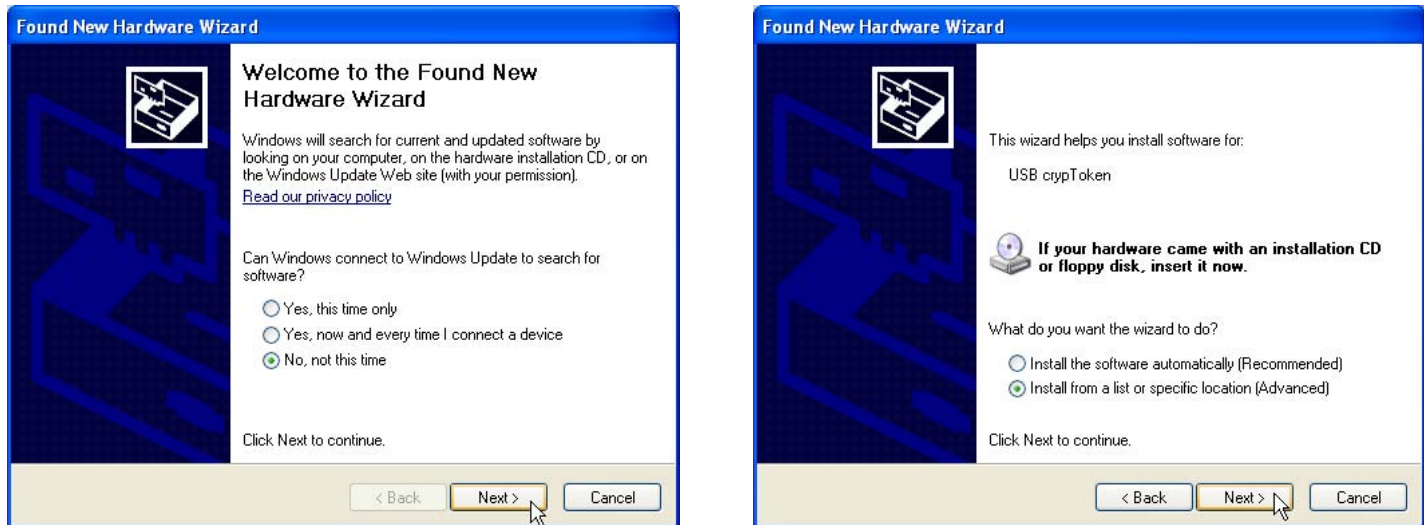 Found New Hardware Wizard
Welcome to the Found New
Hardware Wizard
Windows will search for current and updated software by
looking on your computer, on the hardware installation CD, or on
the Windows Update Web site (with your permission).
Read our privacy policy
Can Windows connect to Windows Update to search for
software?
Yes, this time only
Yes, now and every time I connect a device
No, not this time
Click Next to continue.
< Back
Next >
Cancel
Found New Hardware Wizard
This wizard helps you install software for:
USB crypToken
If your hardware came with an installation CD
or floppy disk, insert it now.
What do you want the wizard to do?
Install the software automatically (Recommended)
Install from a list or specific location (Advanced)
Click Next to continue.
< Back
Next >
Cancel